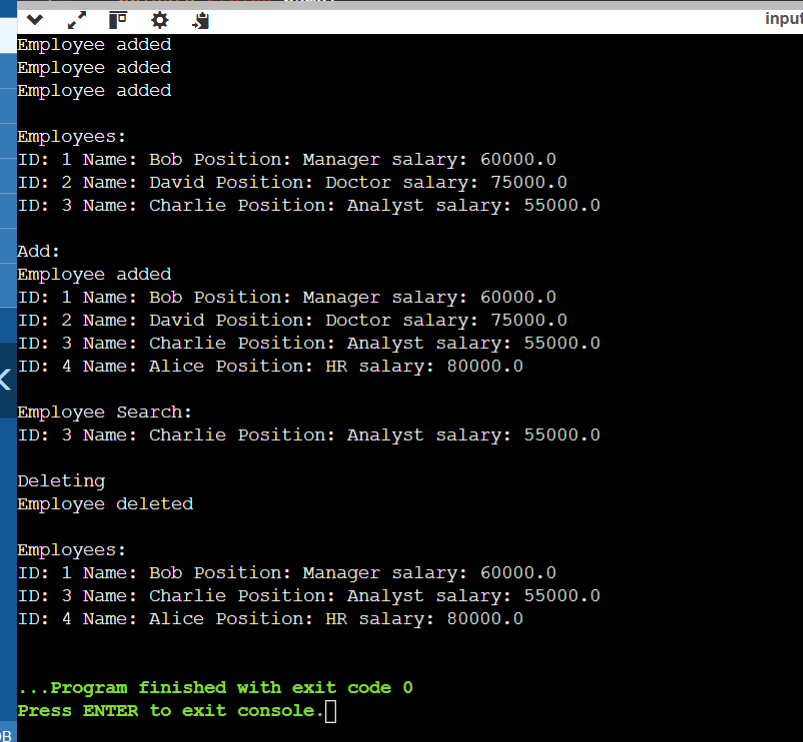 input
Employee added
Employee added
Employee added
Employees:
ID: 1 Name: Bob Position: Manager salary: 60000.0
ID: 2 Name: David Position: Doctor salary: 75000.0
ID: 3 Name: Charlie Position: Analyst salary: 55000.0
Add:
Employee added
ID: 1 Name: Bob Position: Manager salary: 60000.0
ID: 2 Name: David Position: Doctor salary: 75000.0
ID: 3 Name: Charlie Position: Analyst salary: 55000.0
ID: 4 Name: Alice Position: HR salary: 80000.0
Employee Search:
ID: 3 Name: Charlie Position: Analyst salary: 55000.0
Deleting
Employee deleted
Employees:
ID: 1 Name: Bob Position: Manager salary: 60000.0
ID: 3 Name: Charlie Position: Analyst salary: 55000.0
ID: 4 Name: Alice Position: HR salary: 80000.0
...Program finished with exit code 0
Press ENTER to exit console.